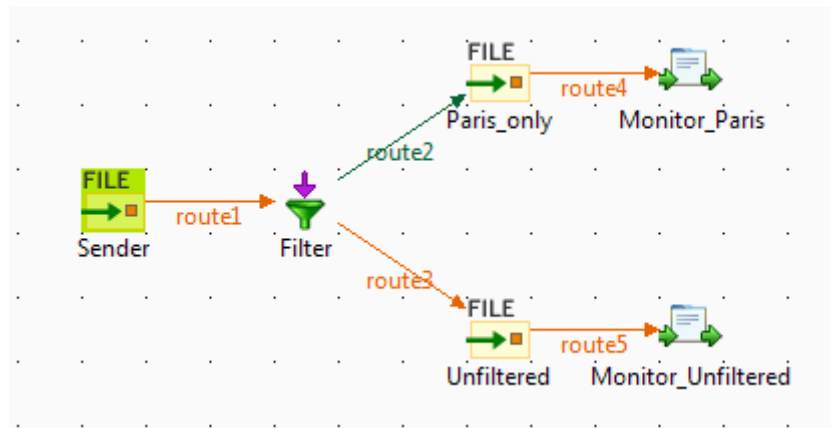 FILE
route4
Paris_only
Monitor_Paris
route2
FILE
route1
Sender
Filter
route3
FILE
route5
Unfiltered
Monitor_Unfiltered